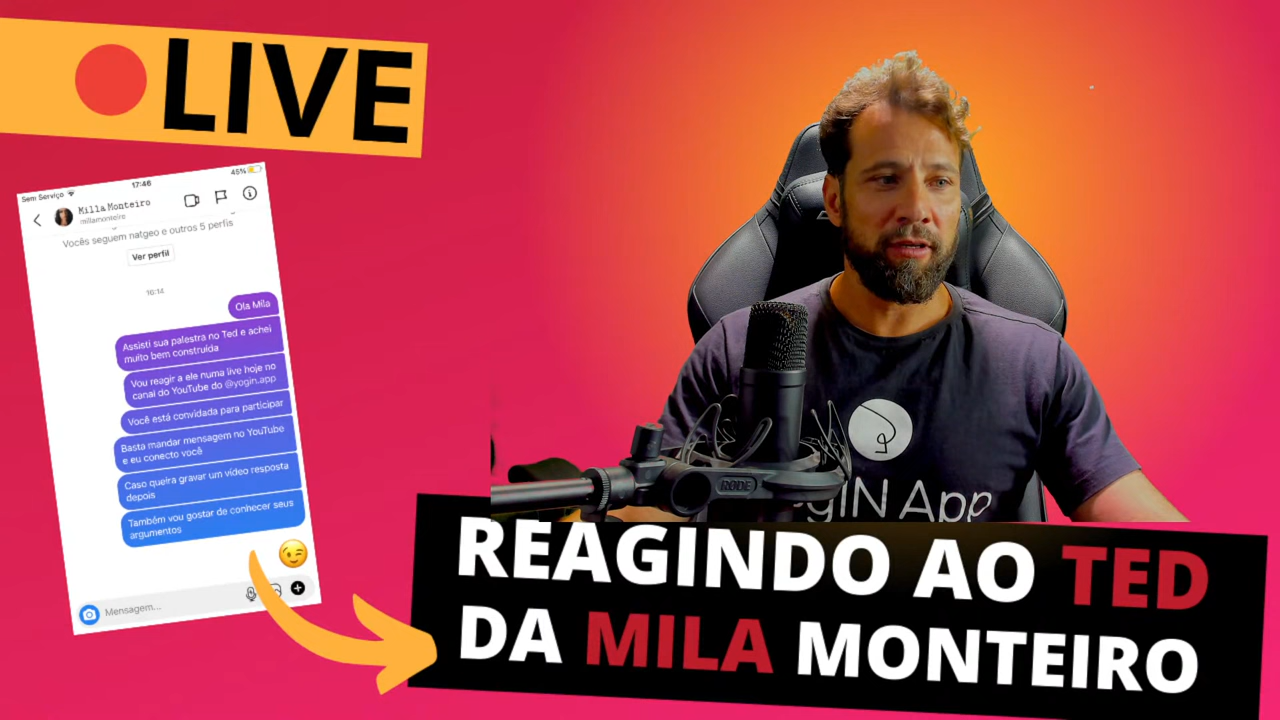 LIVE
Sem Serviço
17:46
45%
Milla Monteiro
millamonteiro
Vocês seguem natgeo e outros 5 perfis
Ver perfil
16:14
Ola Mila
Assisti sua palestra no Ted e achei
muito bem construída
Vou reagir a ele numa live hoje no
canal do YouTube do @yogin.app
Você está convidada para participar
Basta mandar mensagem no YouTube
e eu conecto você
Caso queira gravar um vídeo resposta
depois
Também vou gostar de conhecer seus
argumentos
Mensagem...
RODE
gIN App
REAGINDO AO TED
DA MILA MONTEIRO